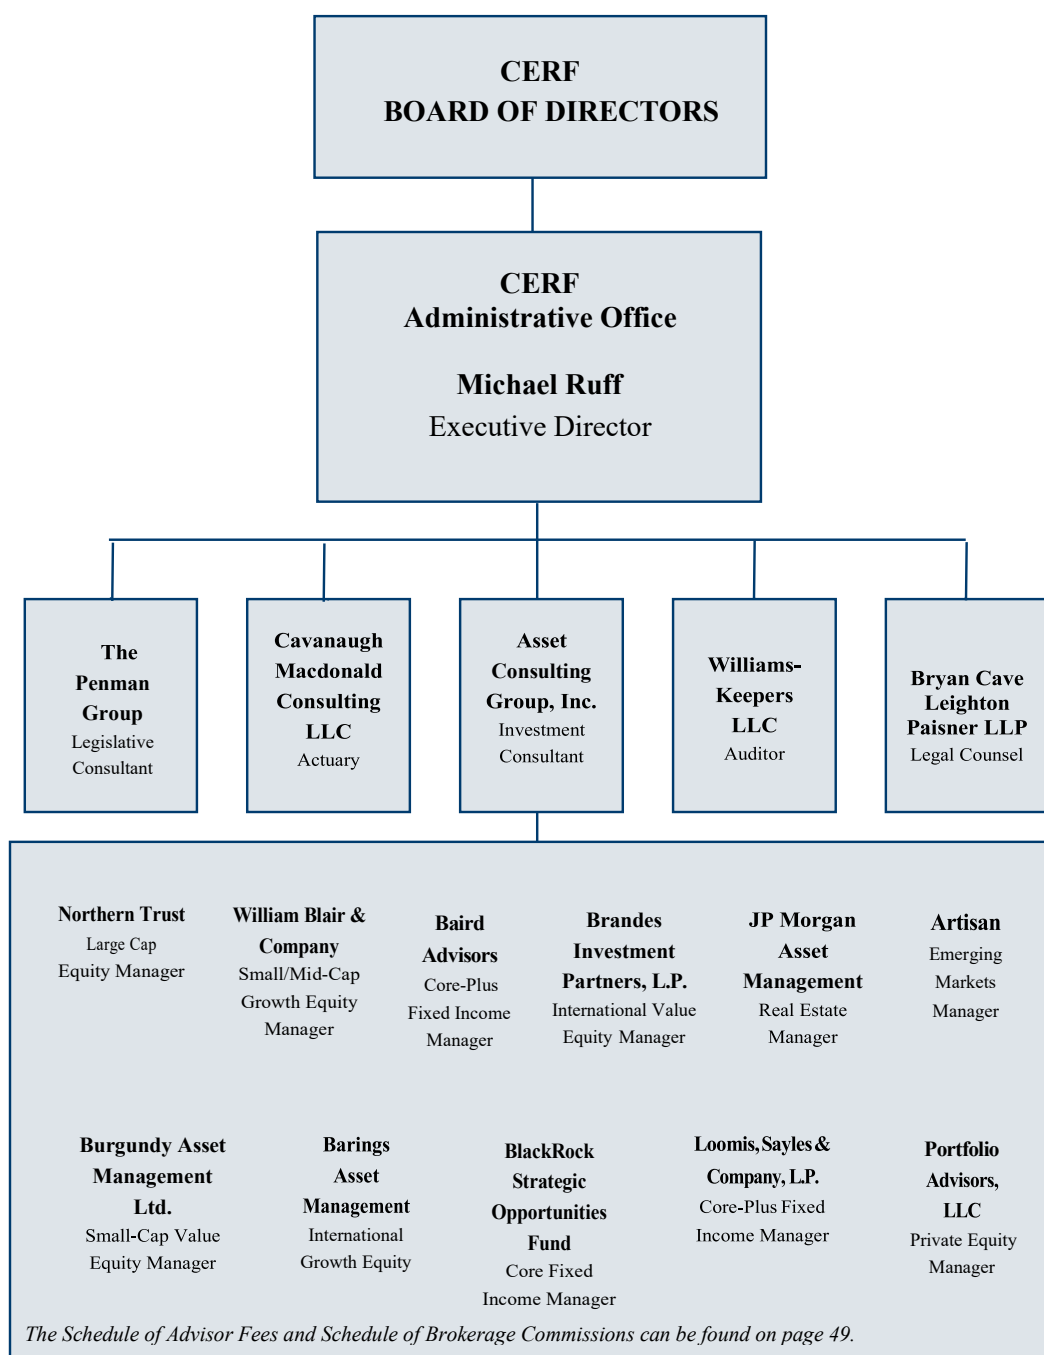 CERF
BOARD OF DIRECTORS
CERF
Administrative Office
Michael Ruff
Executive Director
The
Penman
Group
Legislative
Consultant
Cavanaugh
Macdonald
Consulting
LLC
Actuary
Asset
Consulting
Group, Inc.
Investment
Consultant
Williams-
Keepers
LLC
Auditor
Bryan Cave
Leighton
Paisner LLP
Legal Counsel
Northern Trust
Large Cap
Equity Manager
William Blair &
Company
Small/Mid-Cap
Growth Equity
Manager
Baird
Advisors
Core-Plus
Fixed Income
Manager
Brandes
Investment
Partners, L.P.
International Value
Equity Manager
JP Morgan
Asset
Management
Real Estate
Manager
Artisan
Emerging
Markets
Manager
Burgundy Asset
Management
Ltd.
Small-Cap Value
Equity Manager
Barings
Asset
Management
International
Growth Equity
BlackRock
Strategic
Opportunities
Fund
Core Fixed
Income Manager
Loomis, Sayles &
Company, L.P.
Core-Plus Fixed
Income Manager
Portfolio
Advisors,
LLC
Private Equity
Manager
The Schedule of Advisor Fees and Schedule of Brokerage Commissions can be found on page 49.